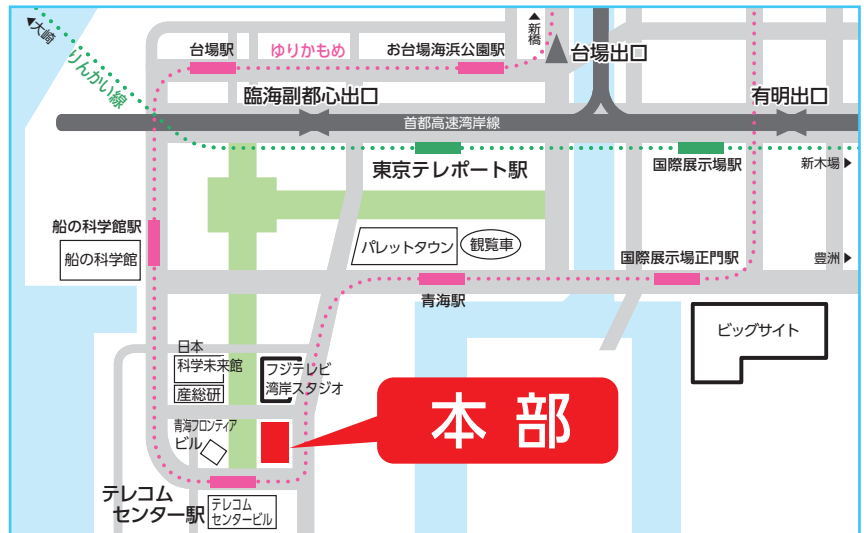 ◀大崎
りんかい線
台場駅
ゆりかもめ
お台場海浜公園駅
▲新橋
台場出口
臨海副都心出口
有明出口
首都高速湾岸線
東京テレポート駅
国際展示場駅
新木場▶
船の科学館駅
船の科学館
パレットタウン
観覧車
国際展示場正門駅
豊洲▶
青海駅
ビッグサイト
日本
科学未来館
産総研
フジテレビ
湾岸スタジオ
青海フロンティア
ビル
本部
テレコム
センター駅
テレコム
センタービル